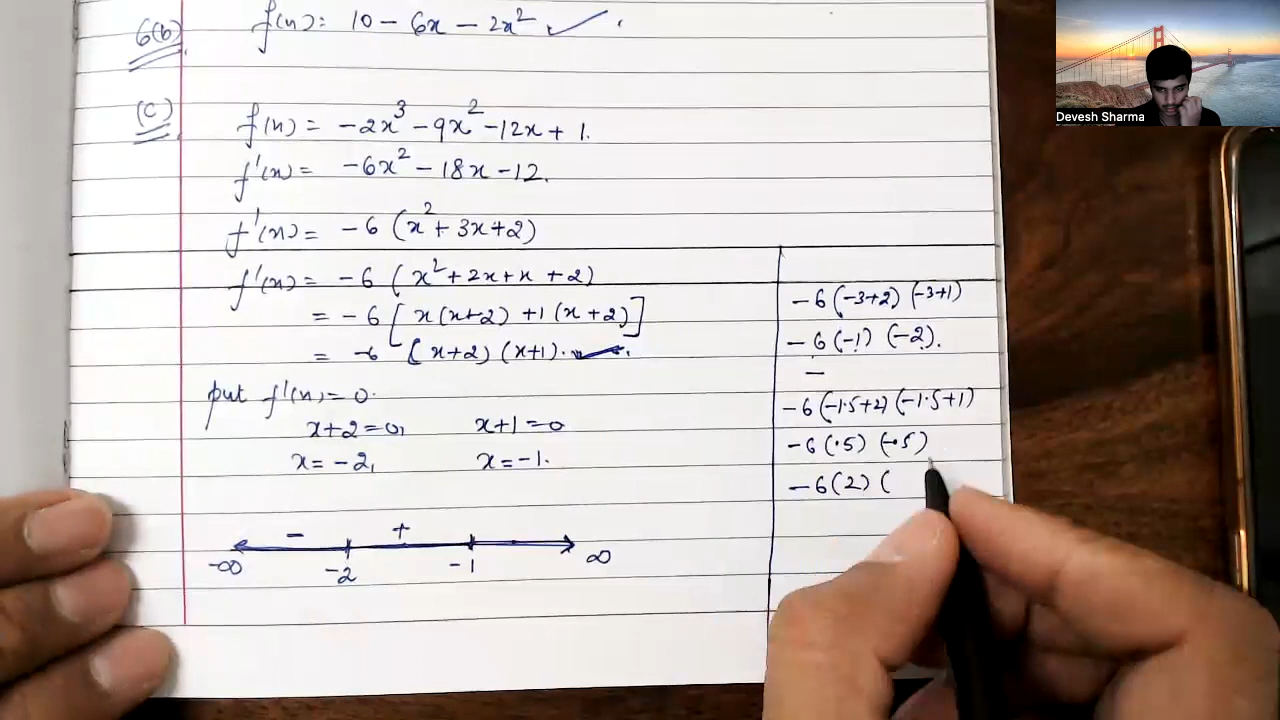 6(b) f(x): 10 - 6x - 2x² ✓.
(C) f(x) = -2x³ - 9x² - 12x + 1.
f'(x) = -6x² - 18x - 12.
f'(x) = -6 (x² + 3x + 2)
f'(x) = -6 (x² + 2x + x + 2)
= -6 [x(x+2) + 1(x+2)]
= -6 (x+2) (x+1).
put f'(x) = 0.
x+2=0, x+1=0
x=-2, x=-1.
- +
-∞ -2 -1 ∞
-6(-3+2) (-3+1)
-6(-1) (-2).
-
-6(-1.5+2) (-1.5+1)
-6(.5) (-.5)
-6(2) (
Devesh Sharma